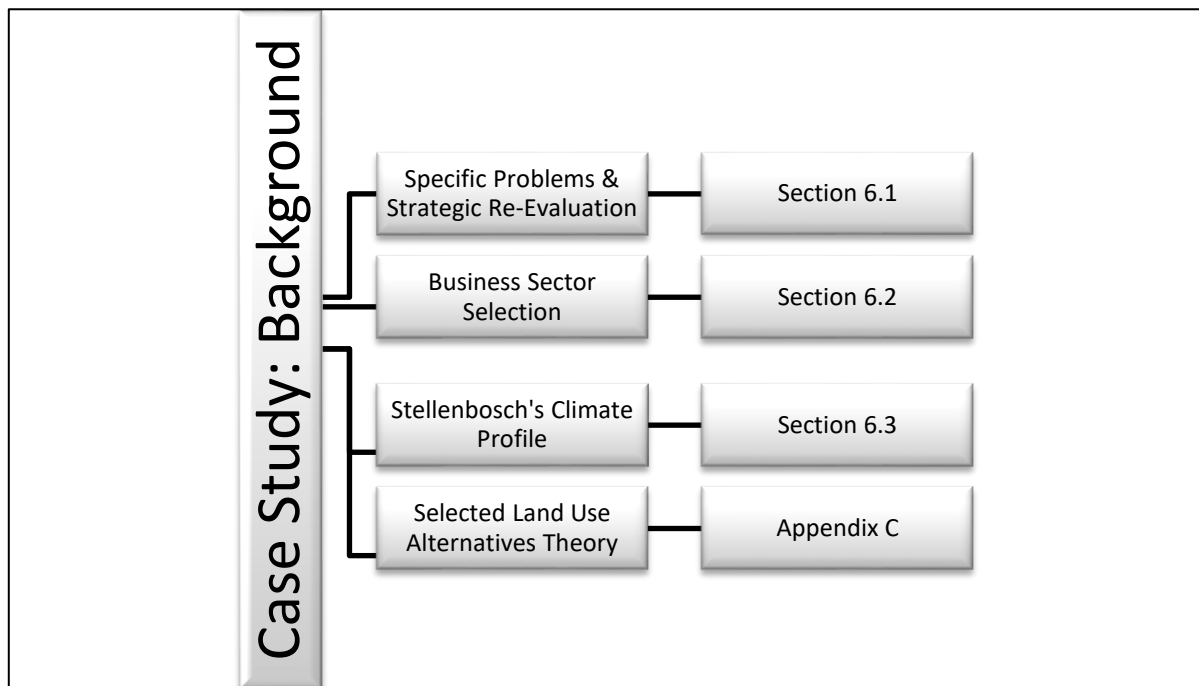 Case Study: Background
Specific Problems &
Strategic Re-Evaluation
Section 6.1
Business Sector
Selection
Section 6.2
Stellenbosch's Climate
Profile
Section 6.3
Selected Land Use
Alternatives Theory
Appendix C